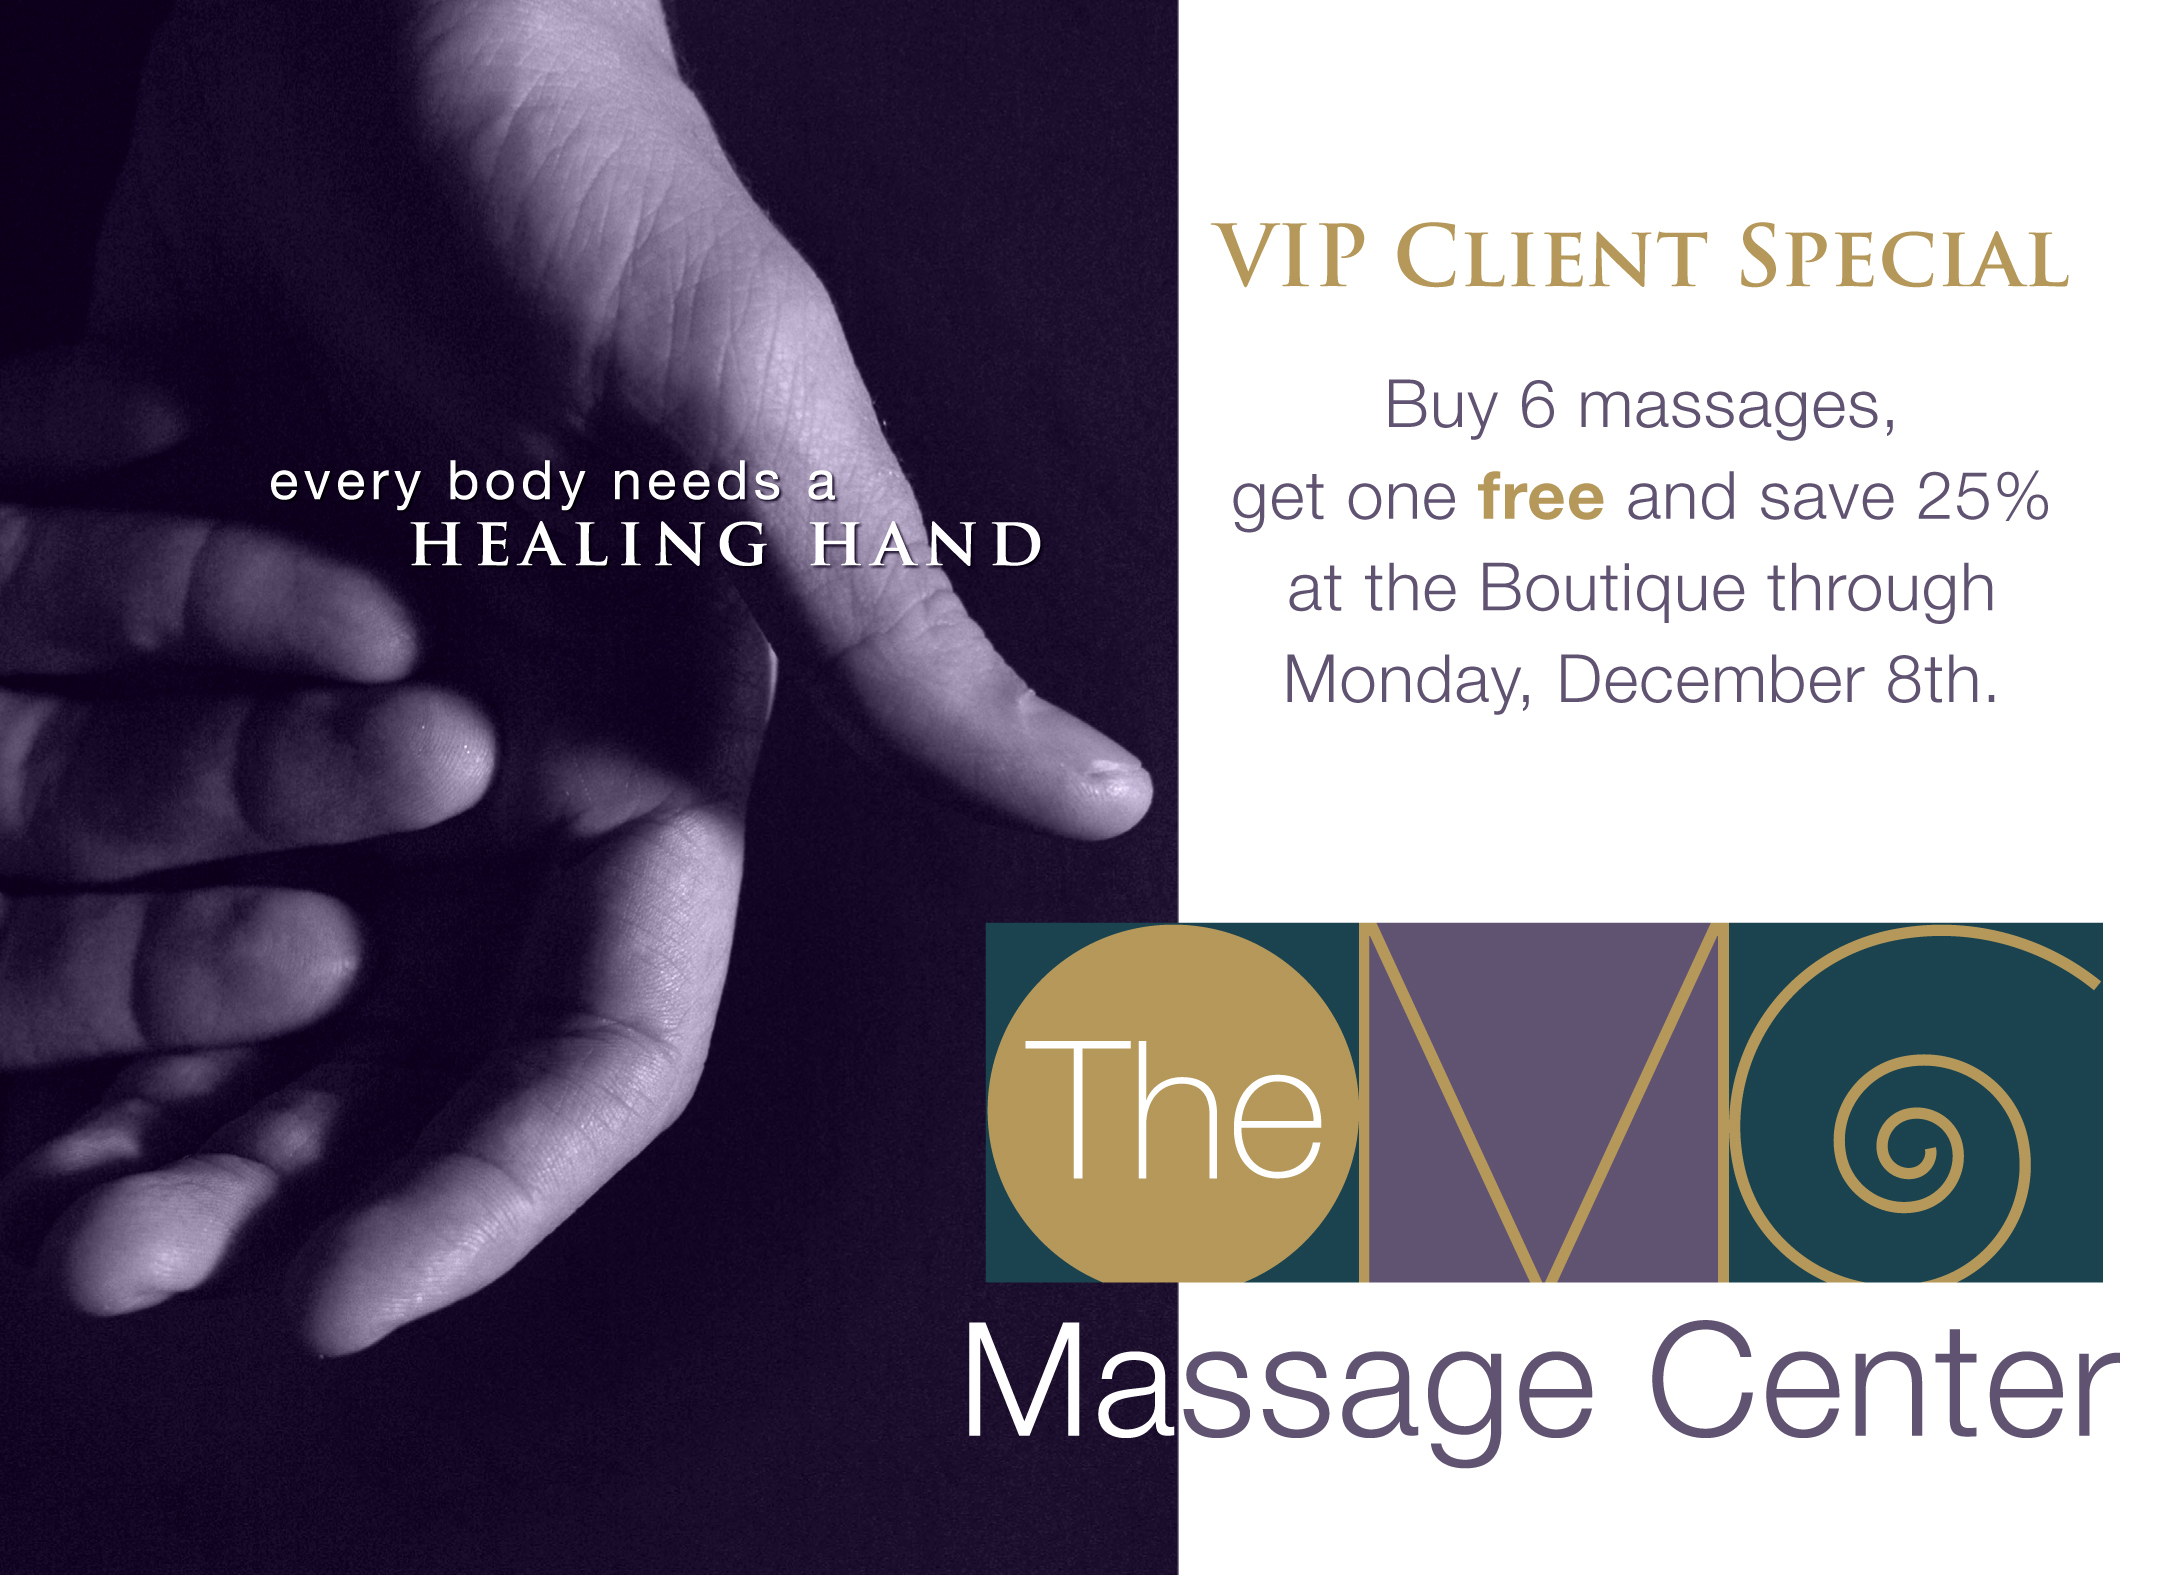 every body needs a
HEALING HAND
VIP CLIENT SPECIAL
Buy 6 massages,
get one free and save 25%
at the Boutique through
Monday, December 8th.
The MC
Massage Center